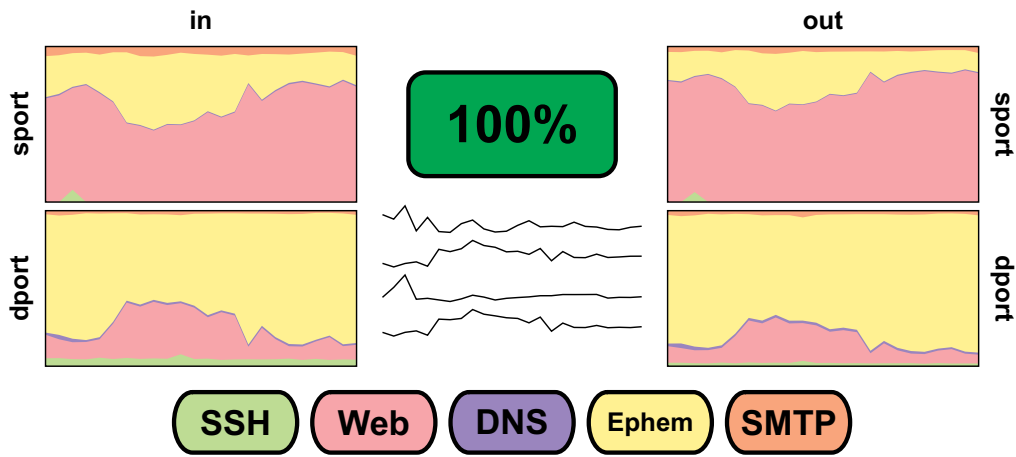 in
out
sport
100%
sport
dport
dport
SSH
Web
DNS
Ephem
SMTP